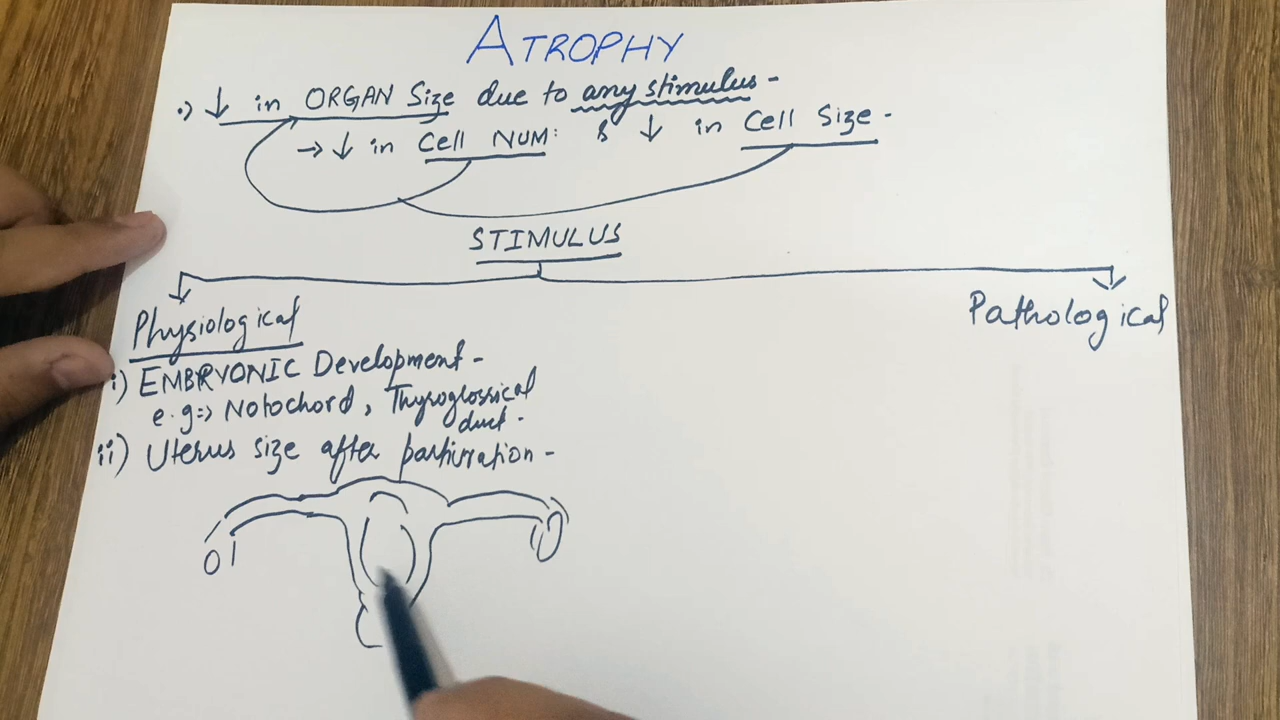 ATROPHY
·) ↓ in ORGAN Size due to any stimulus -
→ ↓ in Cell NUM: & ↓ in Cell Size -
STIMULUS
Physiological
Pathological
i) EMBRYONIC Development -
e.g => Notochord, Thyroglossical
duct -
ii) Uterus size after parturation -